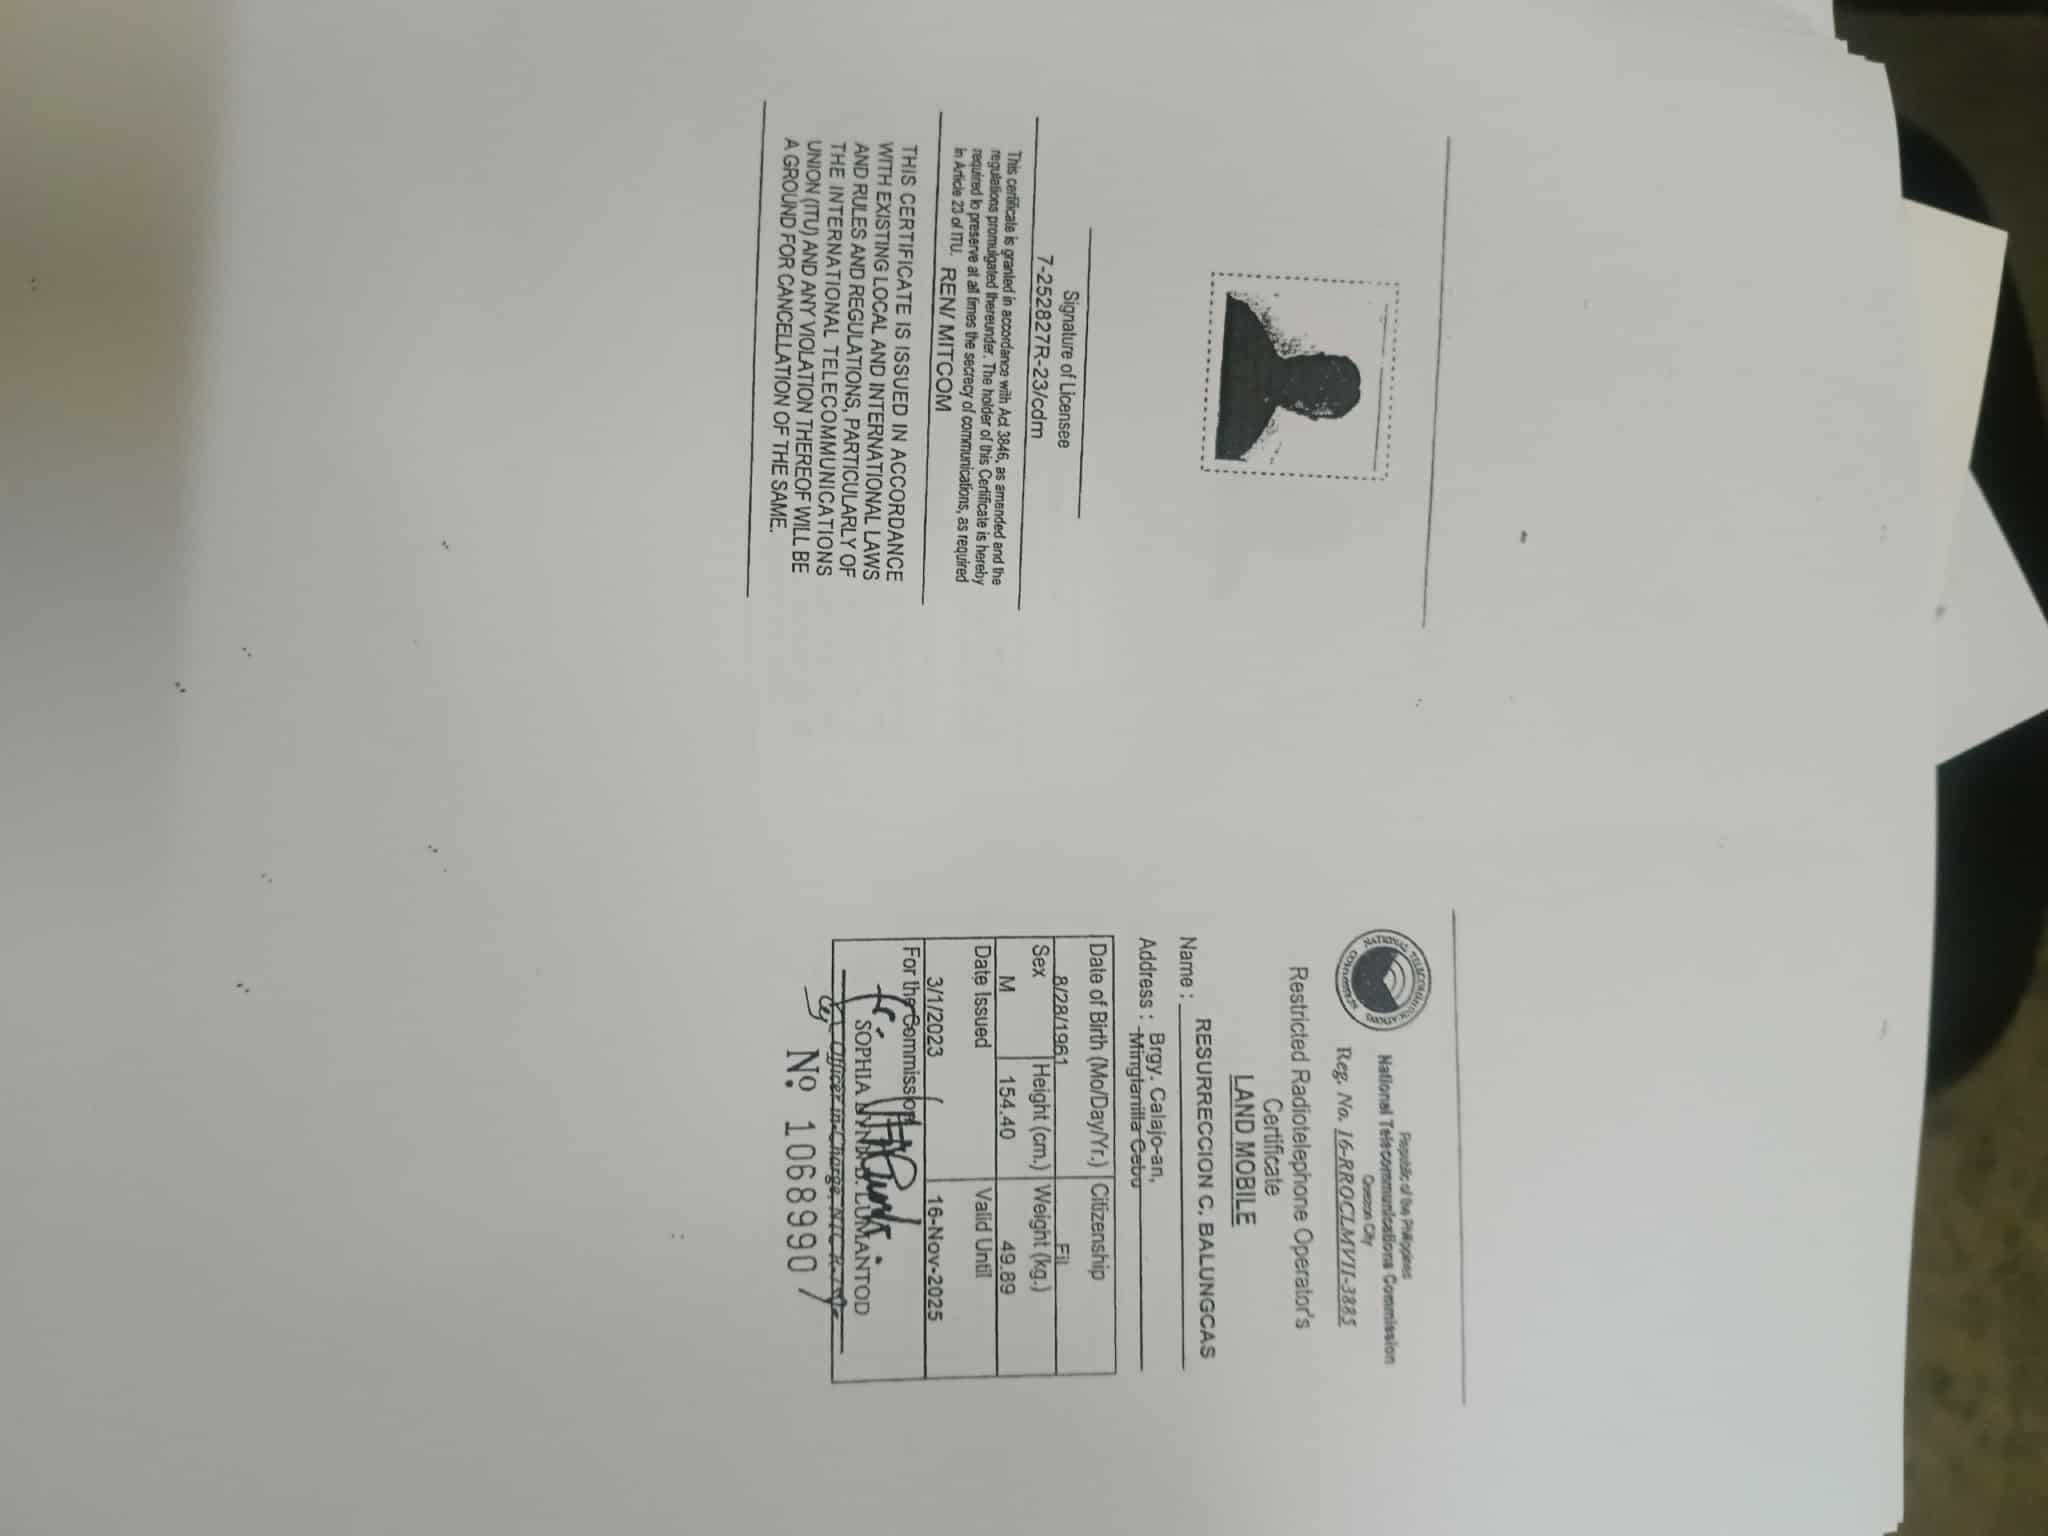 Signature of Licensee
7-252827R-23/cdm
This certificate is granted in accordance with Act 3846, as amended and the
regulations promulgated thereunder. The holder of this Certificate is hereby
required to preserve at all times the secrecy of communications, as required
in Article 23 of ITU. REN/ MITCOM
THIS CERTIFICATE IS ISSUED IN ACCORDANCE
WITH EXISTING LOCAL AND INTERNATIONAL LAWS
AND RULES AND REGULATIONS, PARTICULARLY OF
THE INTERNATIONAL TELECOMMUNICATIONS
UNION (ITU) AND ANY VIOLATION THEREOF WILL BE
A GROUND FOR CANCELLATION OF THE SAME.
NATIONAL TELECOMMUNICATIONS COMMISSION
Republic of the Philippines
National Telecommunications Commission
Quezon City
Reg. No. 16-RROCLMVII-3885
Restricted Radiotelephone Operator's
Certificate
LAND MOBILE
Name : RESURRECCION C. BALUNGCAS
Address : Brgy. Calajo-an,
Minglanilla Cebu
Date of Birth (Mo/Day/Yr.) Citizenship
8/28/1961 Fil
Sex Height (cm.) Weight (kg.)
M 154.40 49.89
Date Issued Valid Until
3/1/2023 16-Nov-2025
For the Commission
fr.
SOPHIA LYNN B. LUMANTOD
Officer in-Charge, NTC R-7
Nº 1068990